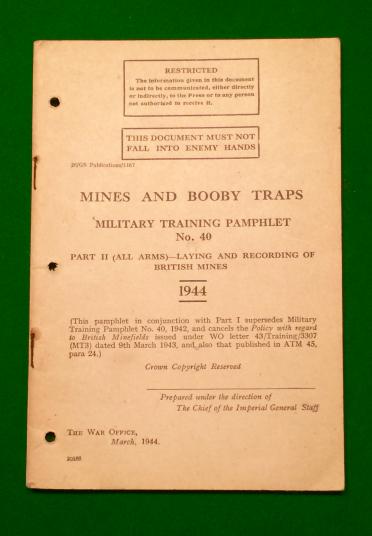 RESTRICTED
The information given in this document
is not to be communicated, either directly
or indirectly, to the Press or to any person
not authorised to receive it.
THIS DOCUMENT MUST NOT
FALL INTO ENEMY HANDS
26/GS Publications/1167
MINES AND BOOBY TRAPS
MILITARY TRAINING PAMPHLET
No. 40
PART II (ALL ARMS)—LAYING AND RECORDING OF
BRITISH MINES
1944
(This pamphlet in conjunction with Part I supersedes Military
Training Pamphlet No. 40, 1942, and cancels the Policy with regard
to British Minefields issued under WO letter 43/Training/3307
(MT3) dated 9th March 1943, and also that published in ATM 45,
para 24.)
Crown Copyright Reserved
Prepared under the direction of
The Chief of the Imperial General Staff
THE WAR OFFICE,
March, 1944.